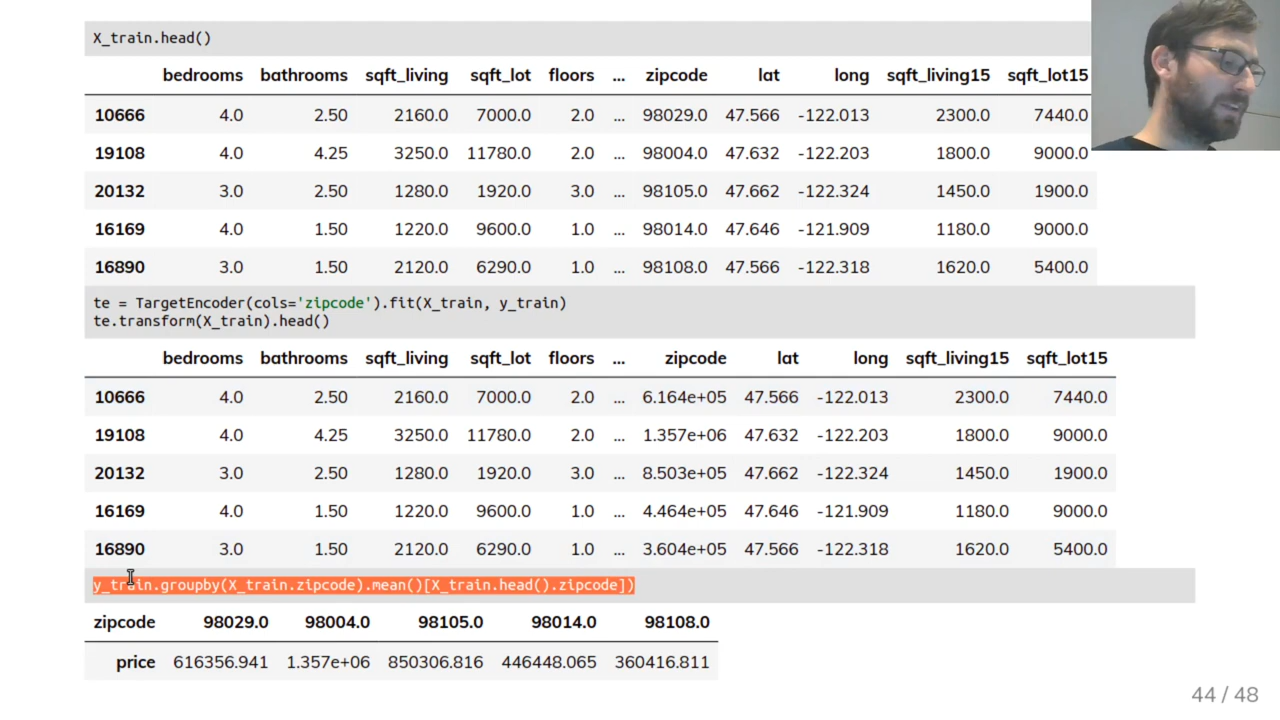 X_train.head()
bedrooms bathrooms sqft_living sqft_lot floors ... zipcode lat long sqft_living15 sqft_lot15
10666 4.0 2.50 2160.0 7000.0 2.0 ... 98029.0 47.566 -122.013 2300.0 7440.0
19108 4.0 4.25 3250.0 11780.0 2.0 ... 98004.0 47.632 -122.203 1800.0 9000.0
20132 3.0 2.50 1280.0 1920.0 3.0 ... 98105.0 47.662 -122.324 1450.0 1900.0
16169 4.0 1.50 1220.0 9600.0 1.0 ... 98014.0 47.646 -121.909 1180.0 9000.0
16890 3.0 1.50 2120.0 6290.0 1.0 ... 98108.0 47.566 -122.318 1620.0 5400.0
te = TargetEncoder(cols='zipcode').fit(X_train, y_train)
te.transform(X_train).head()
bedrooms bathrooms sqft_living sqft_lot floors ... zipcode lat long sqft_living15 sqft_lot15
10666 4.0 2.50 2160.0 7000.0 2.0 ... 6.164e+05 47.566 -122.013 2300.0 7440.0
19108 4.0 4.25 3250.0 11780.0 2.0 ... 1.357e+06 47.632 -122.203 1800.0 9000.0
20132 3.0 2.50 1280.0 1920.0 3.0 ... 8.503e+05 47.662 -122.324 1450.0 1900.0
16169 4.0 1.50 1220.0 9600.0 1.0 ... 4.464e+05 47.646 -121.909 1180.0 9000.0
16890 3.0 1.50 2120.0 6290.0 1.0 ... 3.604e+05 47.566 -122.318 1620.0 5400.0
y_train.groupby(X_train.zipcode).mean()[X_train.head().zipcode])
zipcode 98029.0 98004.0 98105.0 98014.0 98108.0
price 616356.941 1.357e+06 850306.816 446448.065 360416.811
44 / 48